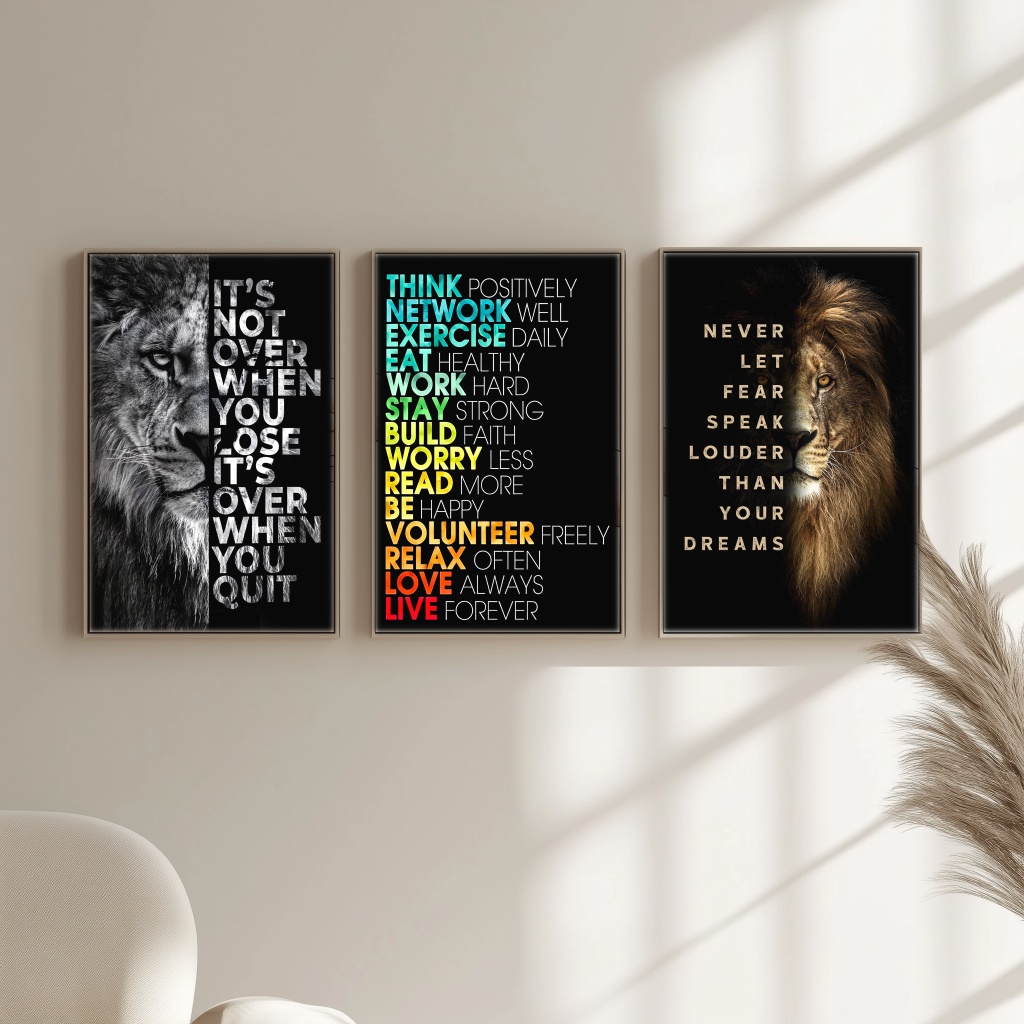 IT'S
NOT
OVER
WHEN
YOU
LOSE
IT'S
OVER
WHEN
YOU
QUIT
THINK POSITIVELY
NETWORK WELL
EXERCISE DAILY
EAT HEALTHY
WORK HARD
STAY STRONG
BUILD FAITH
WORRY LESS
READ MORE
BE HAPPY
VOLUNTEER FREELY
RELAX OFTEN
LOVE ALWAYS
LIVE FOREVER
NEVER
LET
FEAR
SPEAK
LOUDER
THAN
YOUR
DREAMS